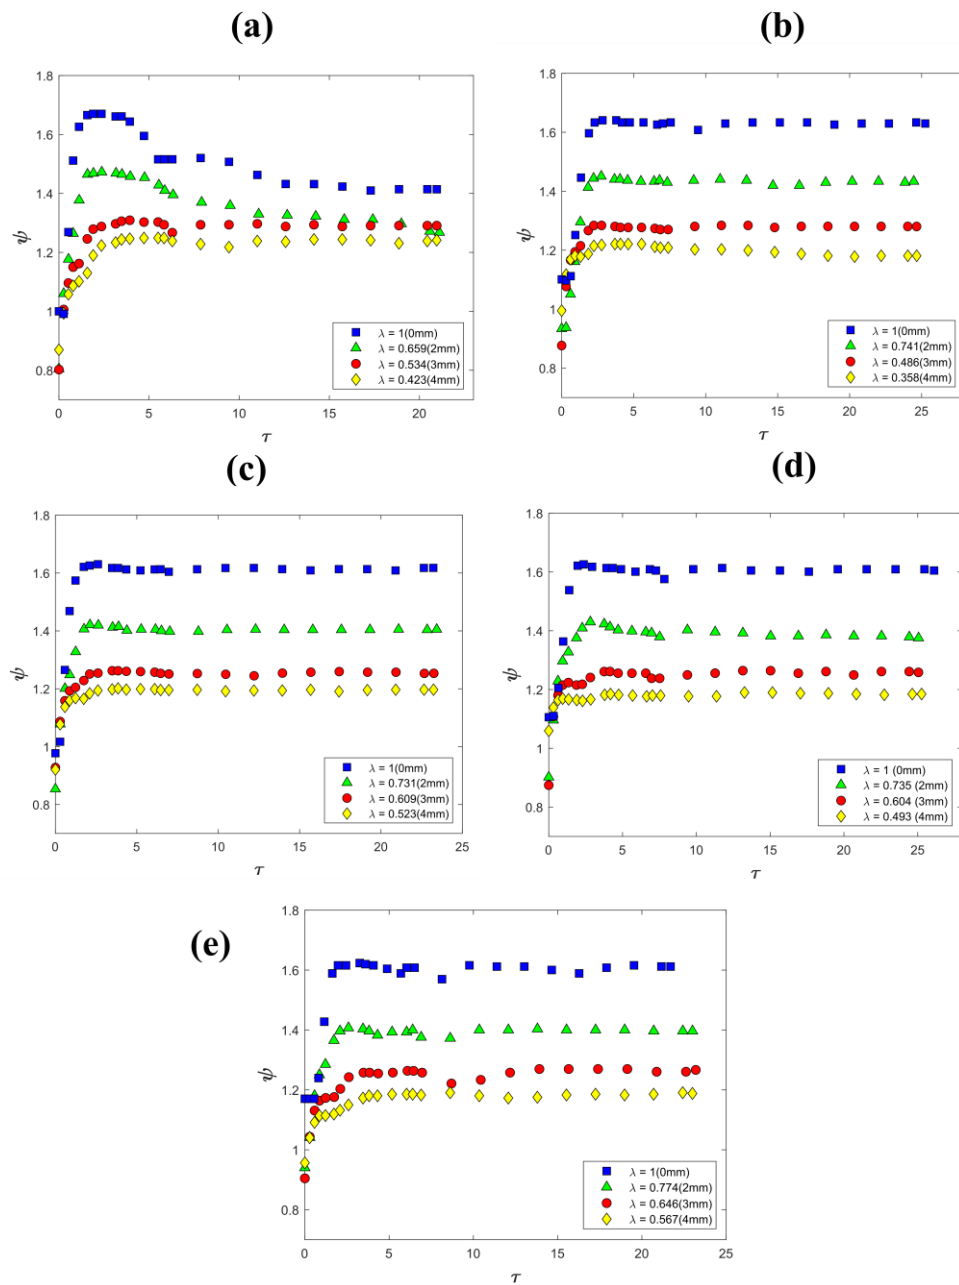 (a)
1.8
1.6
1.4
1.2
1
0.8
ψ
0
5
10
15
20
τ
λ = 1(0mm)
λ = 0.659(2mm)
λ = 0.534(3mm)
λ = 0.423(4mm)
(b)
1.8
1.6
1.4
1.2
1
0.8
ψ
0
5
10
15
20
25
τ
λ = 1(0mm)
λ = 0.741(2mm)
λ = 0.486(3mm)
λ = 0.358(4mm)
(c)
1.8
1.6
1.4
1.2
1
0.8
ψ
0
5
10
15
20
25
τ
λ = 1(0mm)
λ = 0.731(2mm)
λ = 0.609(3mm)
λ = 0.523(4mm)
(d)
1.8
1.6
1.4
1.2
1
0.8
ψ
0
5
10
15
20
25
τ
λ = 1 (0mm)
λ = 0.735 (2mm)
λ = 0.604 (3mm)
λ = 0.493 (4mm)
(e)
1.8
1.6
1.4
1.2
1
0.8
ψ
0
5
10
15
20
25
τ
λ = 1(0mm)
λ = 0.774(2mm)
λ = 0.646(3mm)
λ = 0.567(4mm)